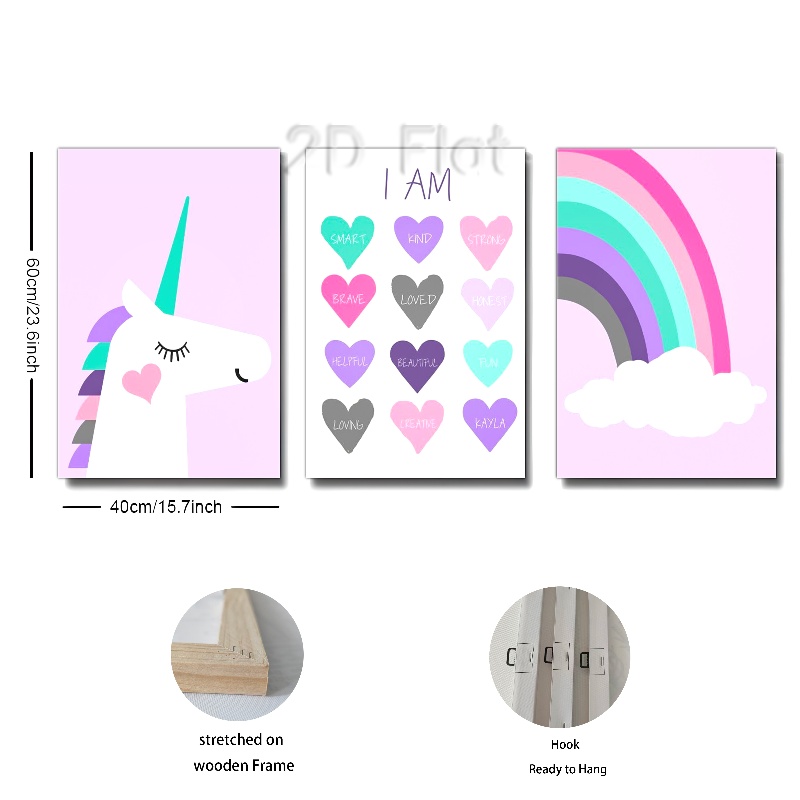 2D Flat
I AM
SMART KIND STRONG
BRAVE LOVED HONEST
HELPFUL BEAUTIFUL FUN
LOVING CREATIVE KAYLA
60cm/23.6inch
40cm/15.7inch
stretched on
wooden Frame
Hook
Ready to Hang